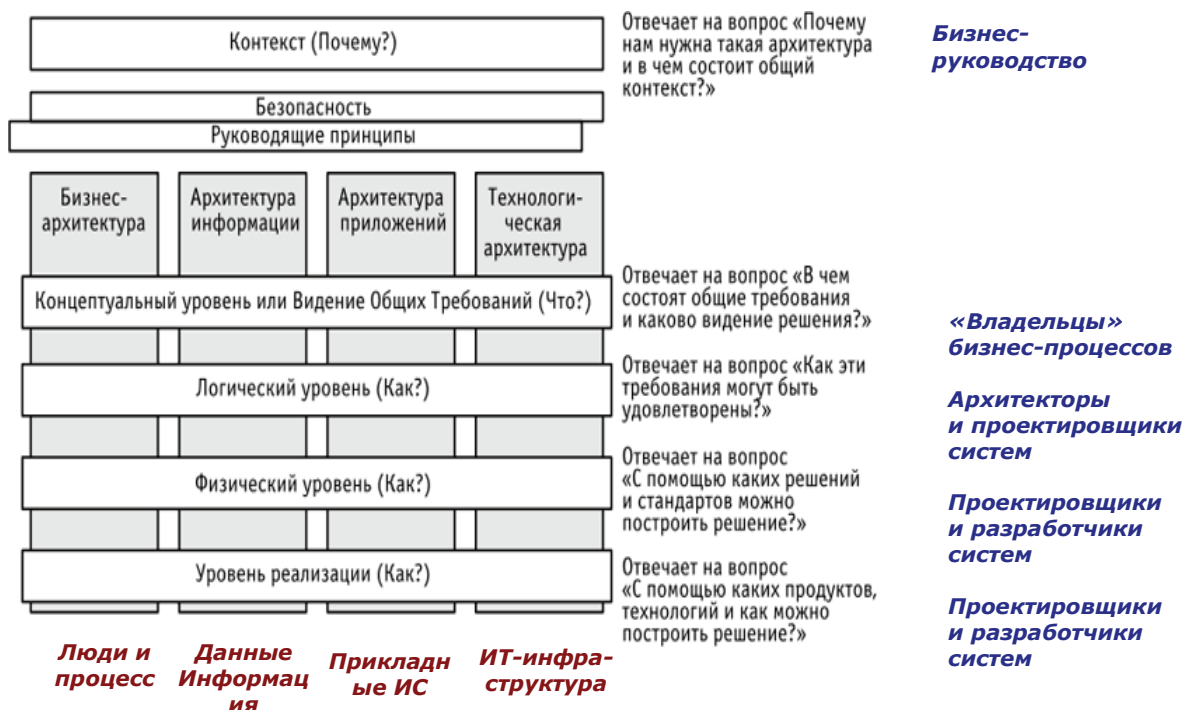 Контекст (Почему?)
Отвечает на вопрос «Почему
нам нужна такая архитектура
и в чем состоит общий
контекст?»
Бизнес-
руководство
Безопасность
Руководящие принципы
Бизнес-
архитектура
Архитектура
информации
Архитектура
приложений
Технологи-
ческая
архитектура
Концептуальный уровень или Видение Общих Требований (Что?)
Отвечает на вопрос «В чем
состоят общие требования
и каково видение решения?»
«Владельцы»
бизнес-процессов
Логический уровень (Как?)
Отвечает на вопрос «Как эти
требования могут быть
удовлетворены?»
Архитекторы
и проектировщики
систем
Физический уровень (Как?)
Отвечает на вопрос
«С помощью каких решений
и стандартов можно
построить решение?»
Проектировщики
и разработчики
систем
Уровень реализации (Как?)
Отвечает на вопрос
«С помощью каких продуктов,
технологий и как можно
построить решение?»
Проектировщики
и разработчики
систем
Люди и
процесс
Данные
Информац
ия
Прикладн
ые ИС
ИТ-инфра-
структура